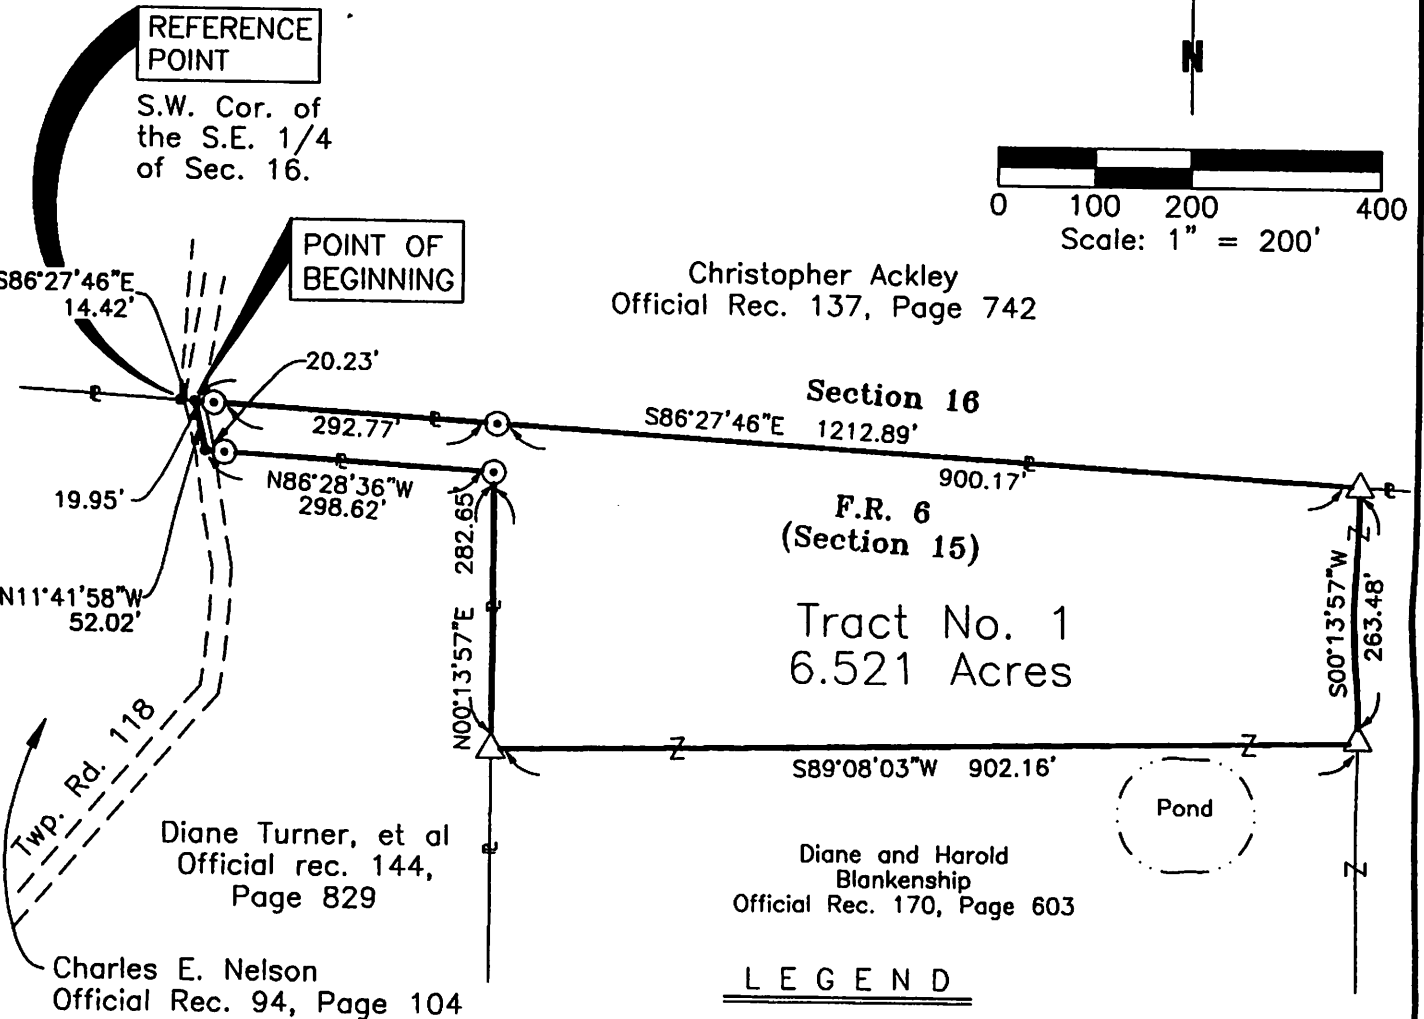 REFERENCE
POINT
S.W. Cor. of
the S.E. 1/4
of Sec. 16.
N
0 100 200 400
Scale: 1" = 200'
POINT OF
BEGINNING
S86°27'46"E
14.42'
Christopher Ackley
Official Rec. 137, Page 742
20.23'
Section 16
292.77'
S86°27'46"E 1212.89'
900.17'
19.95'
N86°28'36"W
298.62'
F.R. 6
(Section 15)
N11°41'58"W
52.02'
N00°13'57"E 282.65'
Tract No. 1
6.521 Acres
S00°13'57"W
263.48'
S89°08'03"W 902.16'
Twp. Rd. 118
Pond
Diane Turner, et al
Official rec. 144,
Page 829
Diane and Harold
Blankenship
Official Rec. 170, Page 603
Charles E. Nelson
Official Rec. 94, Page 104
LEGEND